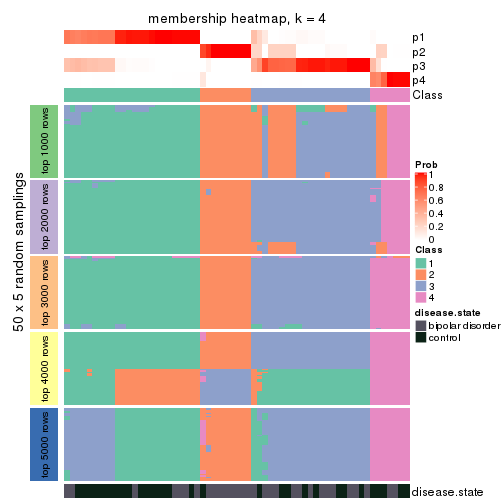 membership heatmap, k = 4
p1
p2
p3
p4
Class
50 x 5 random samplings
top 1000 rows
top 2000 rows
top 3000 rows
top 4000 rows
top 5000 rows
disease.state
Prob
1
0.8
0.6
0.4
0.2
0
Class
1
2
3
4
disease.state
bipolar disorder
control